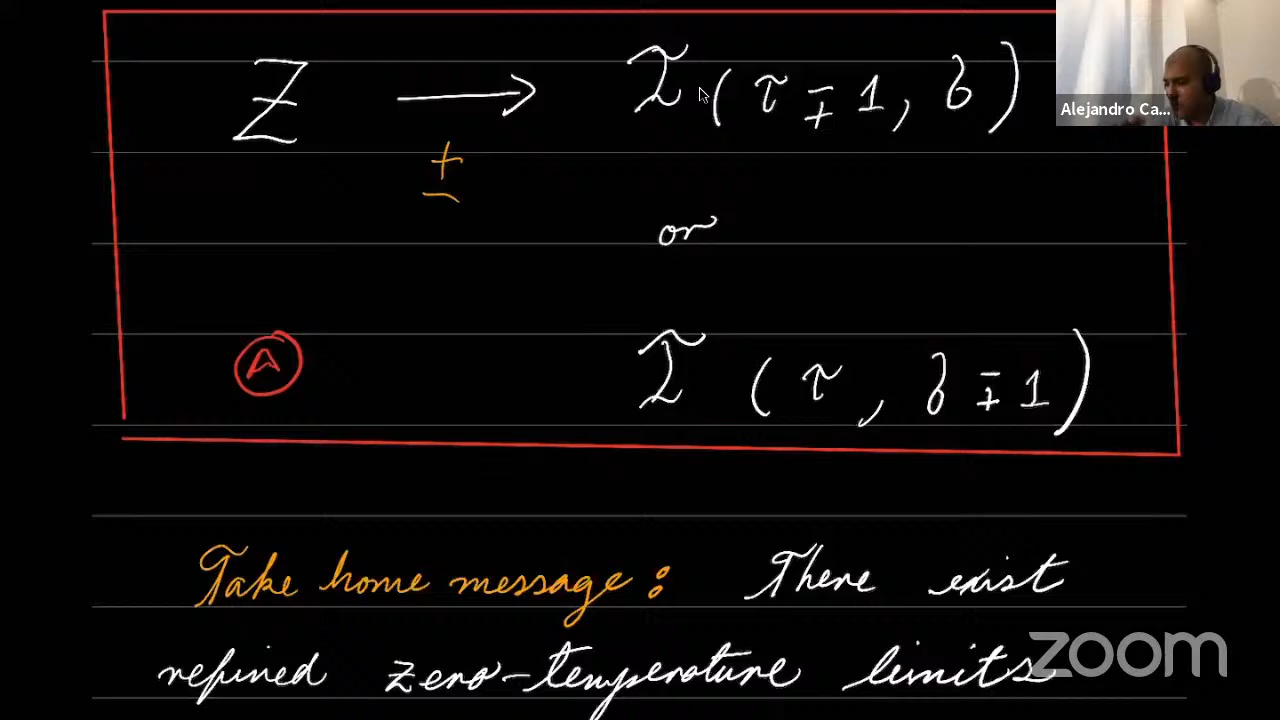 Z → I(τ ∓ 1, σ)
±
or
A I(τ, σ ∓ 1)
Take home message: There exist
refined zero-temperature limits
Alejandro Ca...
zoom